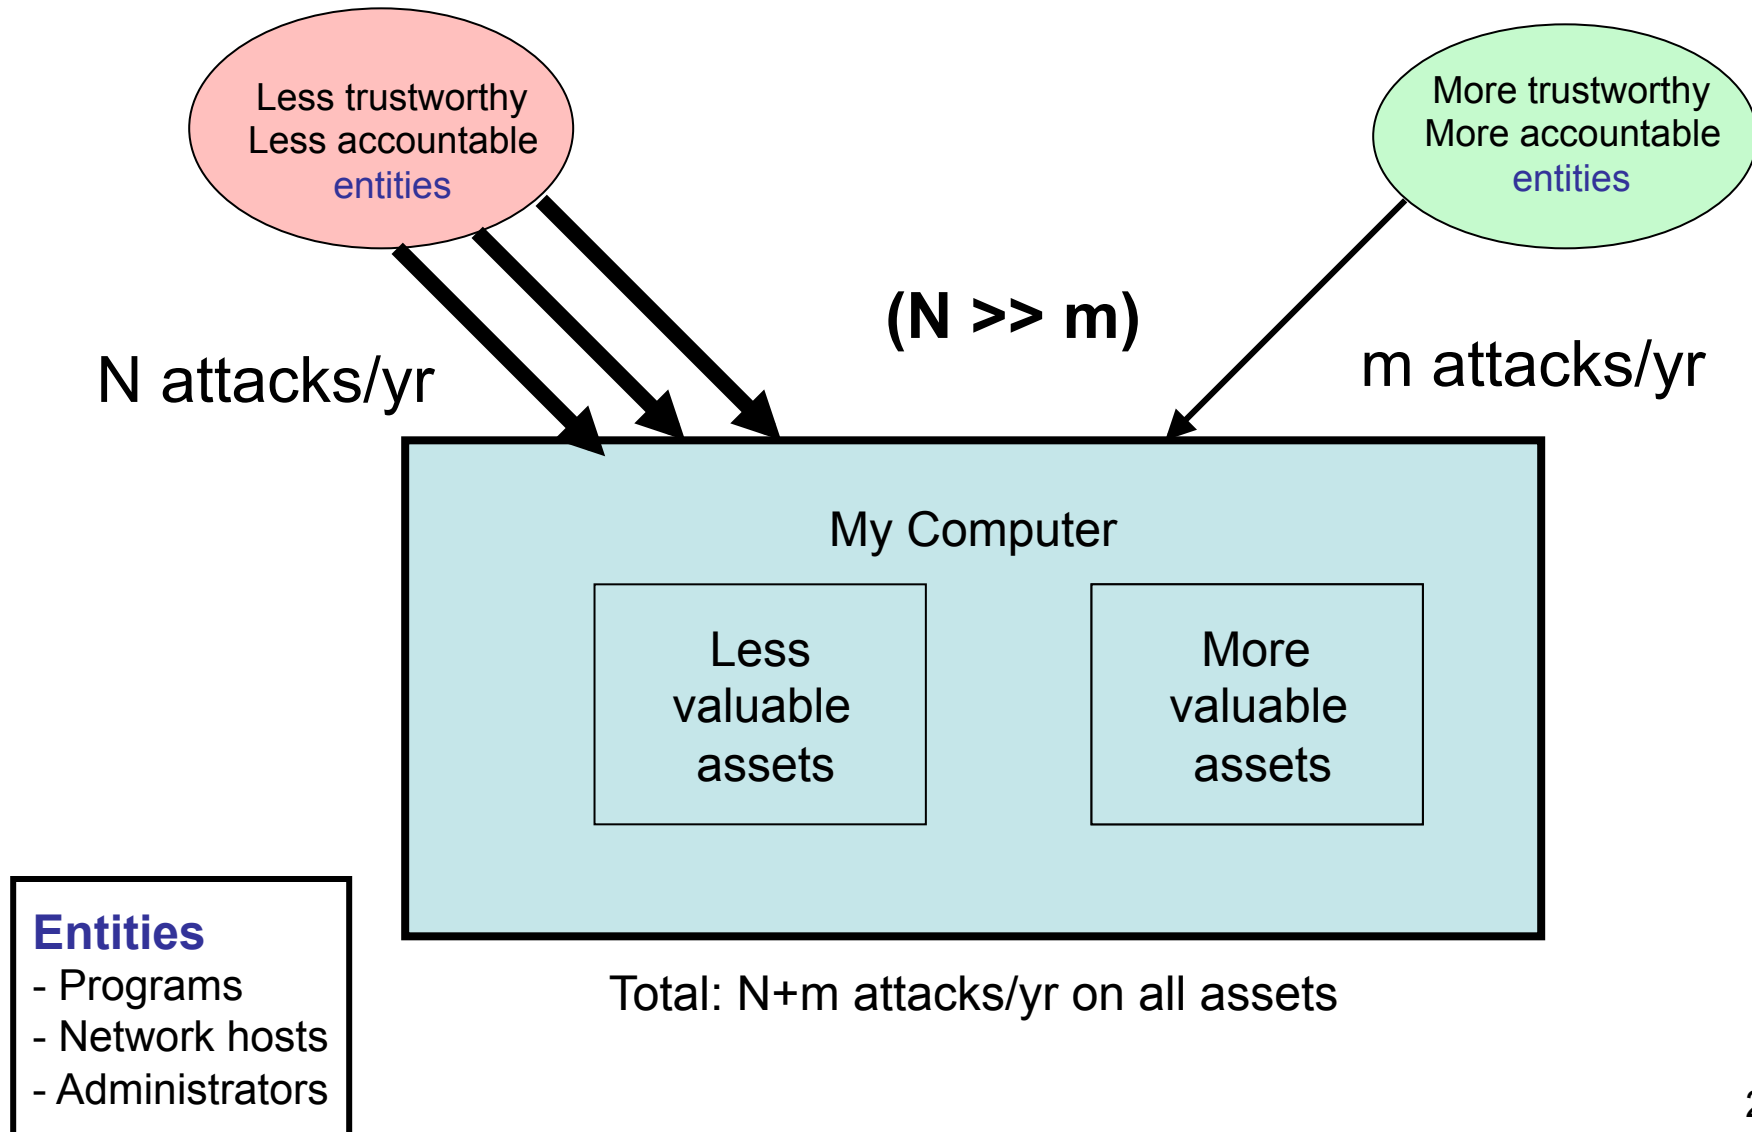 Less trustworthy
Less accountable
entities
More trustworthy
More accountable
entities
(N >> m)
N attacks/yr
m attacks/yr
My Computer
Less
valuable
assets
More
valuable
assets
Total: N+m attacks/yr on all assets
Entities
- Programs
- Network hosts
- Administrators